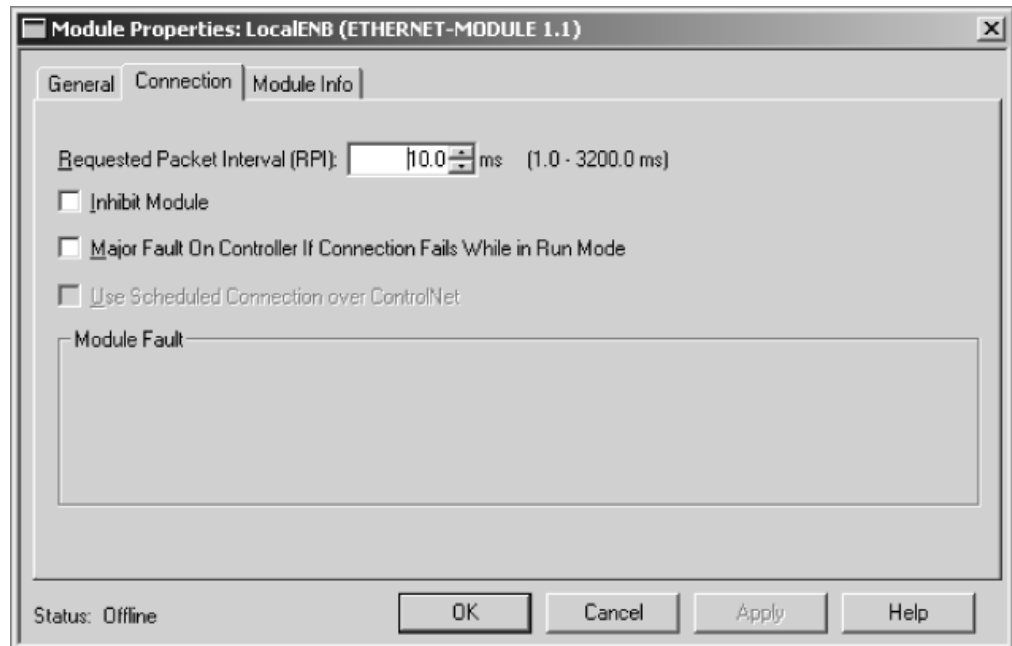 Module Properties: LocalENB (ETHERNET-MODULE 1.1)
General Connection Module Info
Requested Packet Interval (RPI): 10.0 ms (1.0 - 3200.0 ms)
Inhibit Module
Major Fault On Controller If Connection Fails While in Run Mode
Use Scheduled Connection over ControlNet
Module Fault
Status: Offline OK Cancel Apply Help